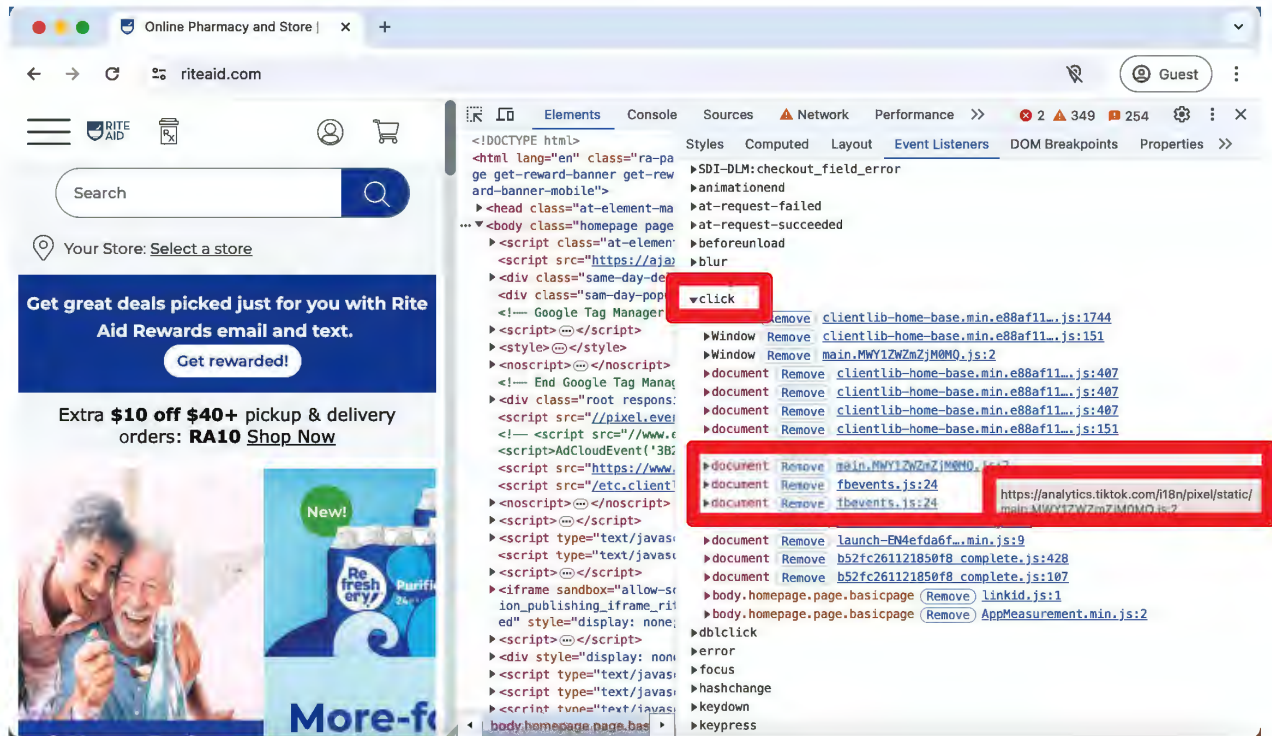 Online Pharmacy and Store |
riteaid.com
Guest
RITE
AID
Rx
Search
Your Store: Select a store
Get great deals picked just for you with Rite
Aid Rewards email and text.
Get rewarded!
Extra $10 off $40+ pickup & delivery
orders: RA10 Shop Now
New!
Re
fresh
ery
Purifi
More-fo
Elements Console Sources Network Performance 2 349 254
<!DOCTYPE html>
<html lang="en" class="ra-pa
ge get-reward-banner get-rew
ard-banner-mobile">
<head class="at-element-ma
<body class="homepage page
<script class="at-element
<script src="https://ajax
<div class="same-day-de
<div class="sam-day-pop
<!-- Google Tag Manager
<script>…</script>
<style>…</style>
<noscript>…</noscript>
<!-- End Google Tag Manag
<div class="root respons
<script src="//pixel.ever
<!-- <script src="//www.e
<script>AdCloudEvent('3B2
<script src="https://www.
<script src="/etc.client
<noscript>…</noscript>
<script>…</script>
<script type="text/javas
<script type="text/javas
<script>…</script>
<iframe sandbox="allow-sc
ion_publishing_iframe_rit
ed" style="display: none;
<script>…</script>
<div style="display: none
<script type="text/javas
<script type="text/javas
<script type="text/javas
body.homepage.page.bas
Styles Computed Layout Event Listeners DOM Breakpoints Properties
SDI-DLM:checkout_field_error
animationend
at-request-failed
at-request-succeeded
beforeunload
blur
click
Remove clientlib-home-base.min.e88af11….js:1744
Window Remove clientlib-home-base.min.e88af11….js:151
Window Remove main.MWY1ZWZmZjM0MQ.js:2
document Remove clientlib-home-base.min.e88af11….js:407
document Remove clientlib-home-base.min.e88af11….js:407
document Remove clientlib-home-base.min.e88af11….js:407
document Remove clientlib-home-base.min.e88af11….js:151
document Remove main.MWY1ZWZmZjM0MQ.js:2
document Remove fbevents.js:24
document Remove fbevents.js:24
https://analytics.tiktok.com/i18n/pixel/static/
main.MWY1ZWZmZjM0MQ.js:2
document Remove launch-EN4efda6f….min.js:9
document Remove b52fc261121850f8_complete.js:428
document Remove b52fc261121850f8_complete.js:107
body.homepage.page.basicpage Remove linkid.js:1
body.homepage.page.basicpage Remove AppMeasurement.min.js:2
dblclick
error
focus
hashchange
keydown
keypress